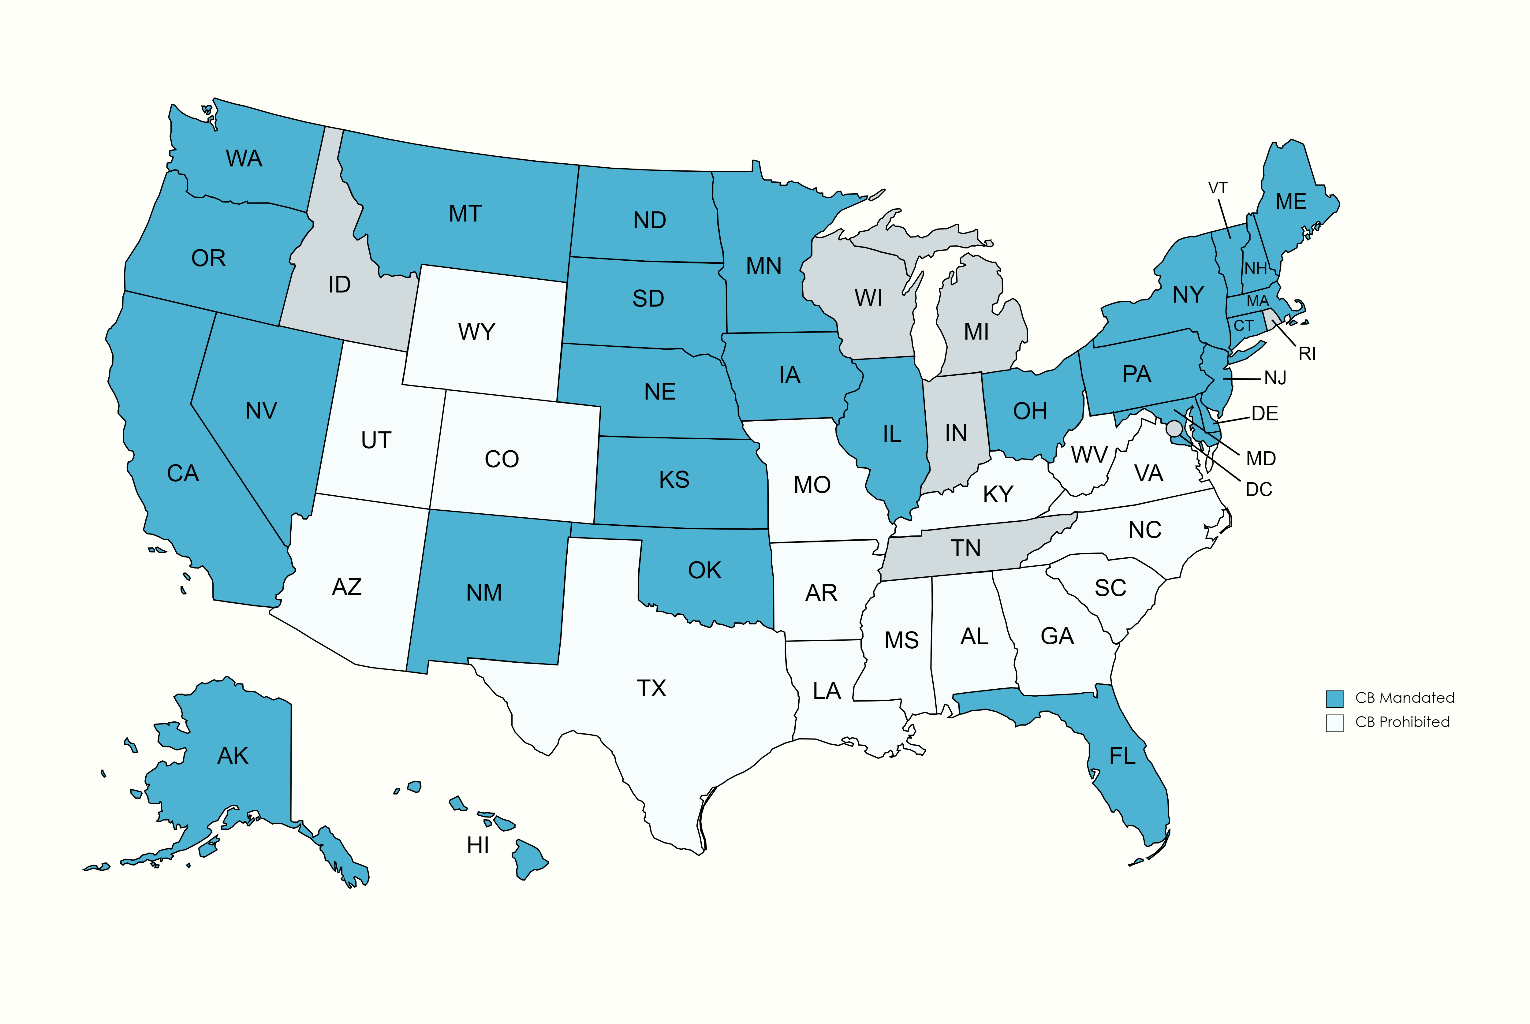 WA
MT
ND
MN
VT
ME
OR
ID
SD
WI
MI
NY
NH
MA
CT
RI
WY
NV
UT
CO
NE
IA
IL
IN
OH
PA
NJ
DE
MD
DC
CA
KS
MO
KY
WV
VA
AZ
NM
OK
AR
TN
NC
SC
TX
LA
MS
AL
GA
FL
AK
HI
CB Mandated
CB Prohibited